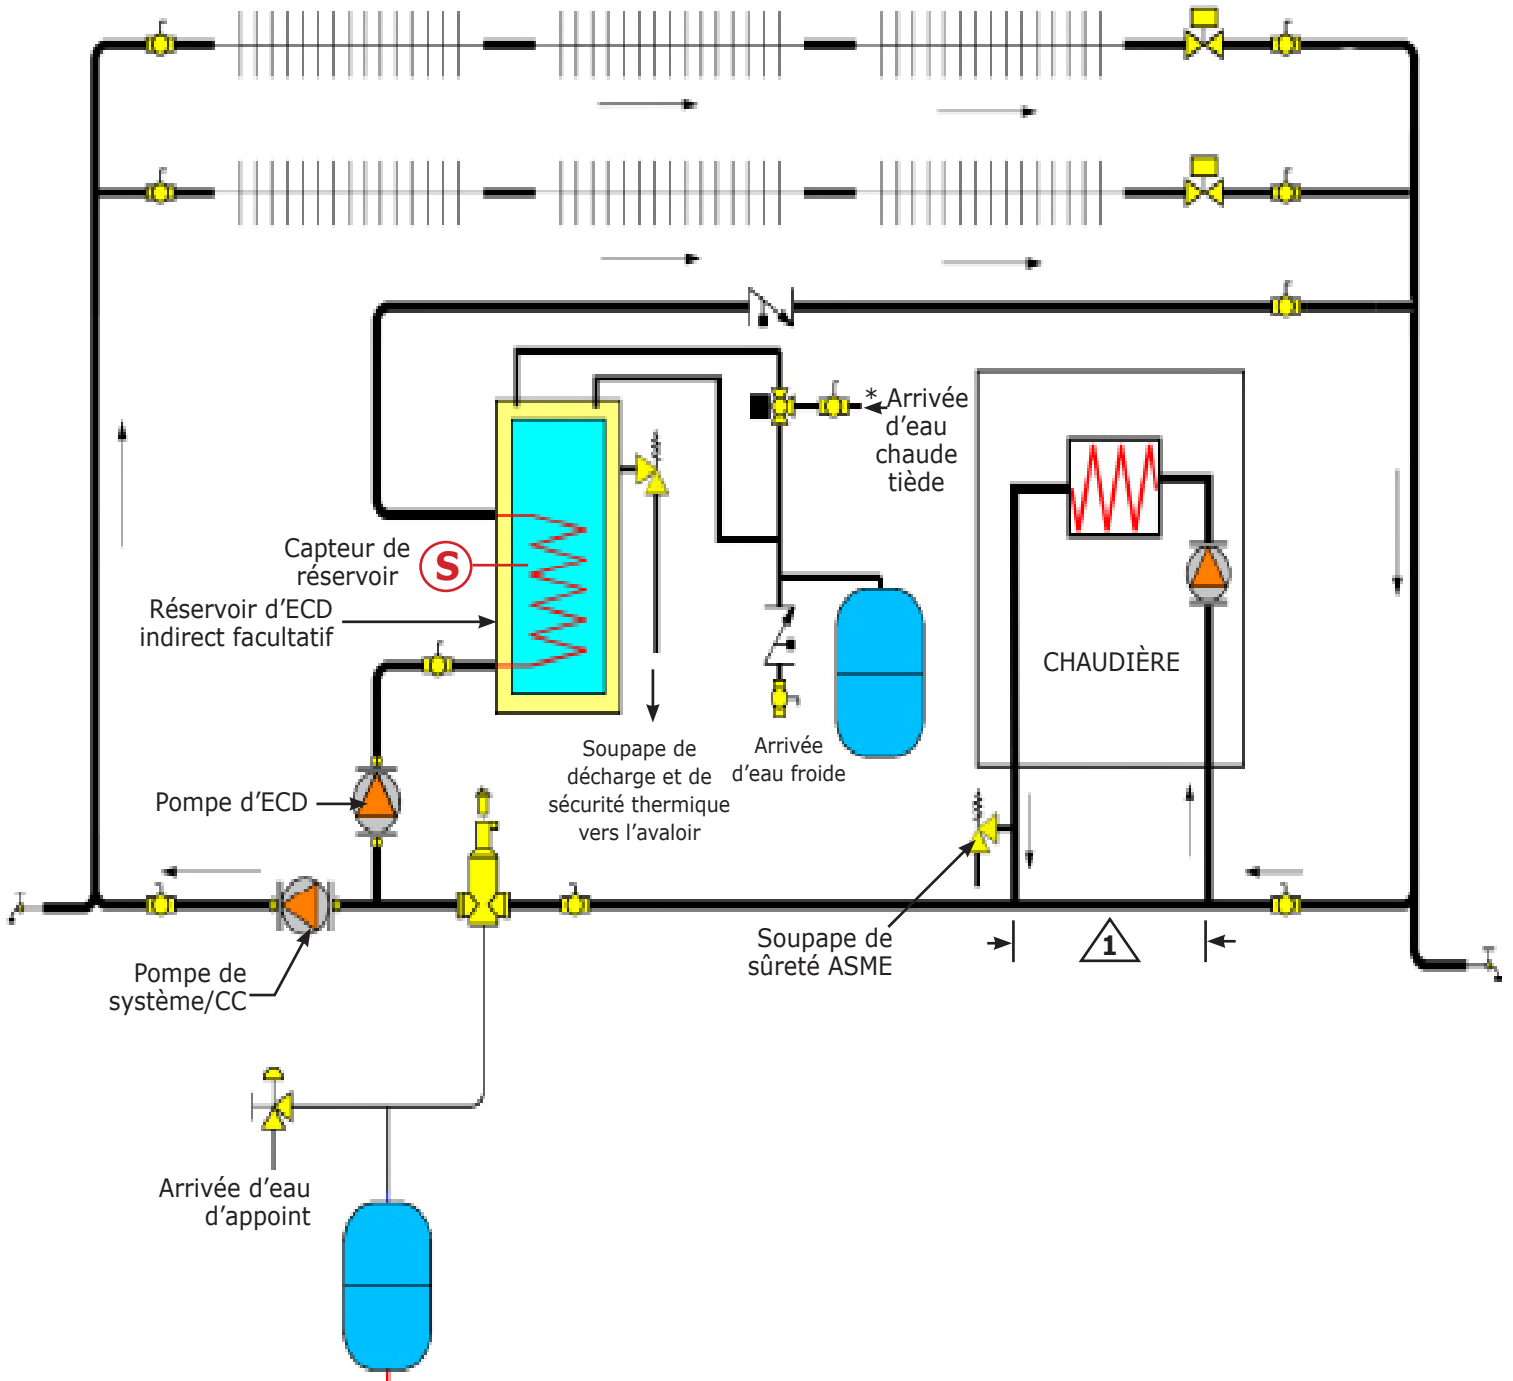 * Arrivée
d’eau
chaude
tiède
Capteur de
réservoir
S
Réservoir d’ECD
indirect facultatif
CHAUDIÈRE
Soupape de
décharge et de
sécurité thermique
vers l’avaloir
Arrivée
d’eau froide
Pompe d’ECD
Soupape de
sûreté ASME
1
Pompe de
système/CC
Arrivée d’eau
d’appoint